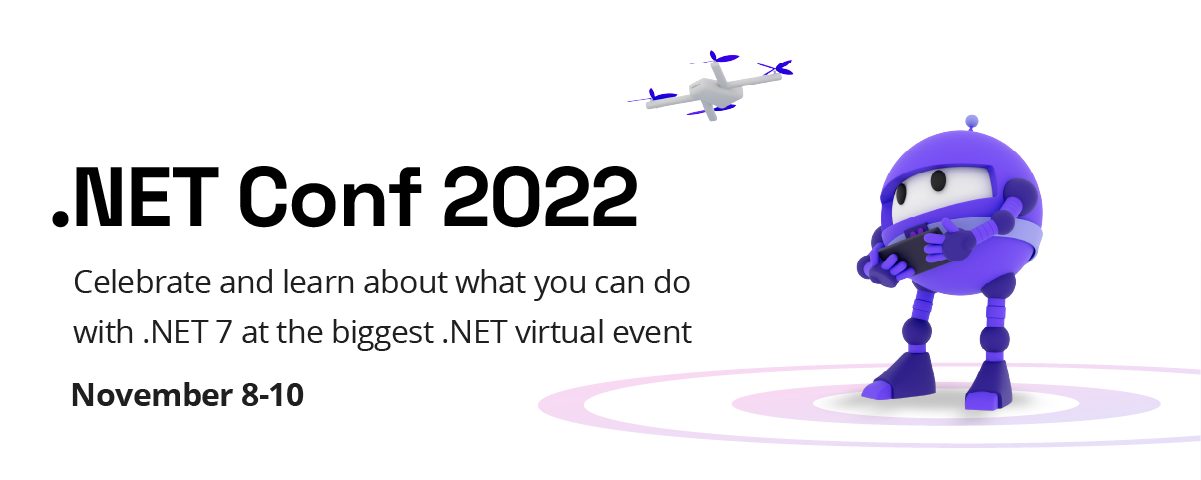 .NET Conf 2022
Celebrate and learn about what you can do
with .NET 7 at the biggest .NET virtual event
November 8-10